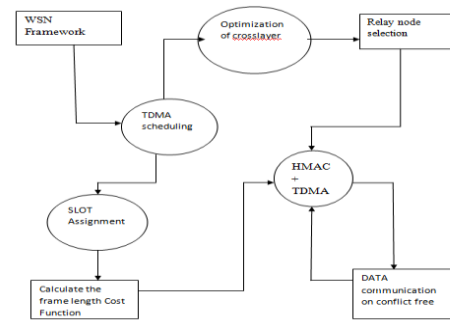 WSN
Framework
Optimization
of crosslayer
Relay node
selection
TDMA
scheduling
HMAC
+
TDMA
SLOT
Assignment
Calculate the
frame length Cost
Function
DATA
communication
on conflict free